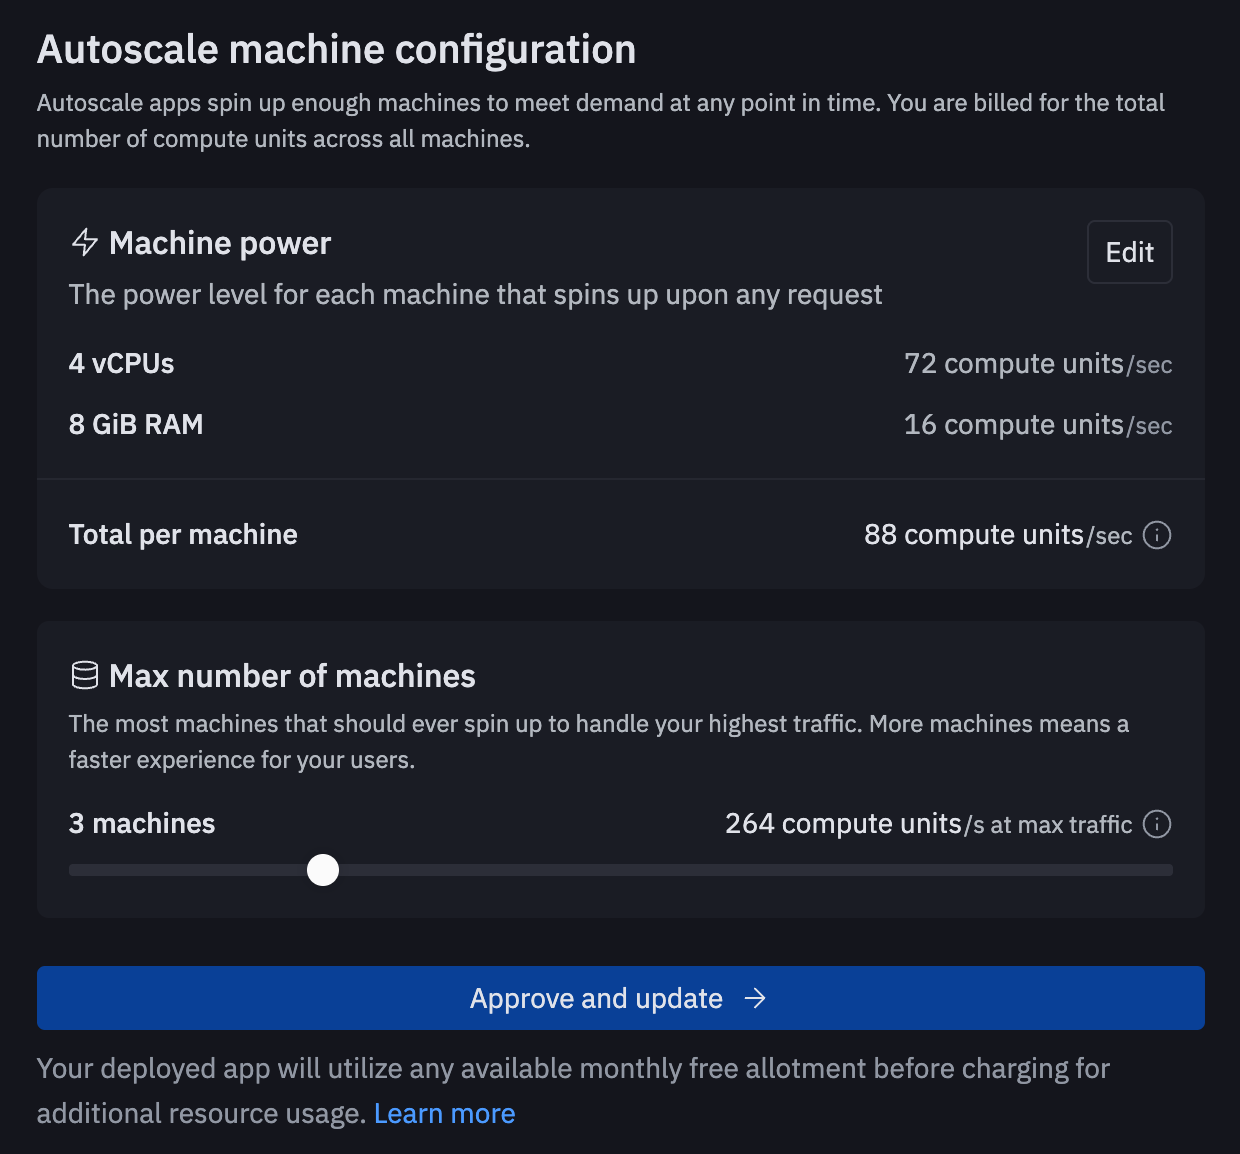 Autoscale machine configuration
Autoscale apps spin up enough machines to meet demand at any point in time. You are billed for the total
number of compute units across all machines.
Machine power
Edit
The power level for each machine that spins up upon any request
4 vCPUs 72 compute units/sec
8 GiB RAM 16 compute units/sec
Total per machine 88 compute units/sec
Max number of machines
The most machines that should ever spin up to handle your highest traffic. More machines means a
faster experience for your users.
3 machines 264 compute units/s at max traffic
Approve and update
Your deployed app will utilize any available monthly free allotment before charging for
additional resource usage. Learn more